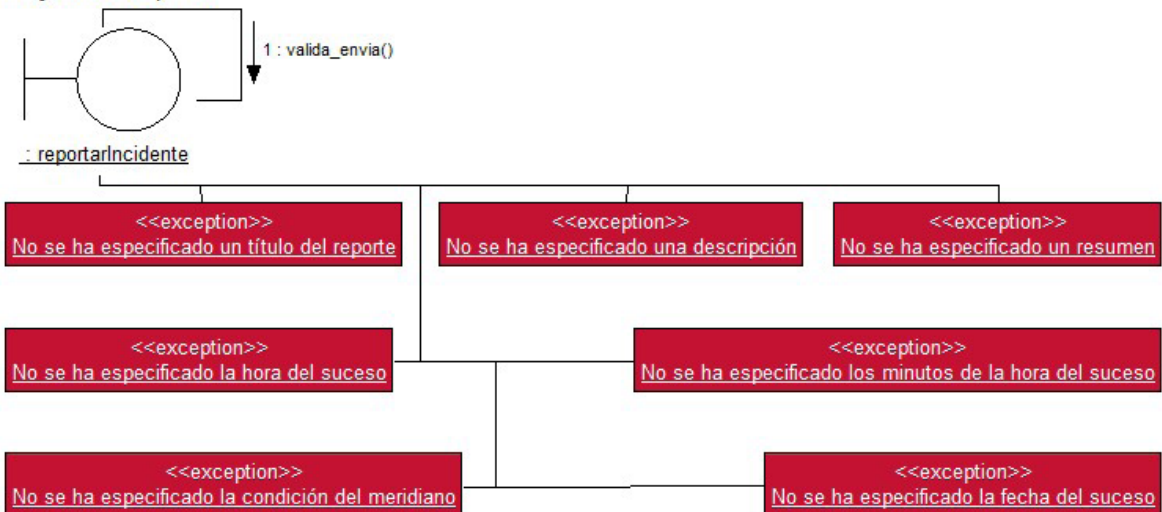 1 : valida_envia()
: reportarIncidente
<<exception>>
No se ha especificado un título del reporte
<<exception>>
No se ha especificado una descripción
<<exception>>
No se ha especificado un resumen
<<exception>>
No se ha especificado la hora del suceso
<<exception>>
No se ha especificado los minutos de la hora del suceso
<<exception>>
No se ha especificado la condición del meridiano
<<exception>>
No se ha especificado la fecha del suceso